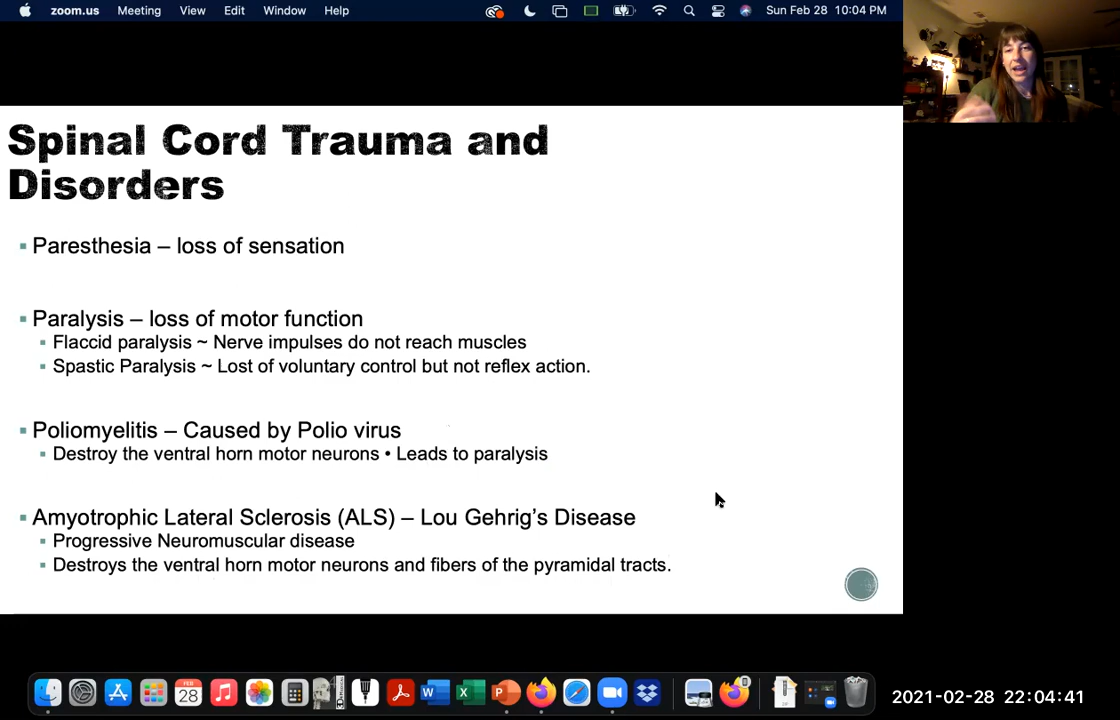 zoom.us Meeting View Edit Window Help Sun Feb 28 10:04 PM
Spinal Cord Trauma and
Disorders
▪ Paresthesia – loss of sensation
▪ Paralysis – loss of motor function
▪ Flaccid paralysis ~ Nerve impulses do not reach muscles
▪ Spastic Paralysis ~ Lost of voluntary control but not reflex action.
▪ Poliomyelitis – Caused by Polio virus
▪ Destroy the ventral horn motor neurons • Leads to paralysis
▪ Amyotrophic Lateral Sclerosis (ALS) – Lou Gehrig’s Disease
▪ Progressive Neuromuscular disease
▪ Destroys the ventral horn motor neurons and fibers of the pyramidal tracts.
FEB
28
W X P
2021-02-28 22:04:41